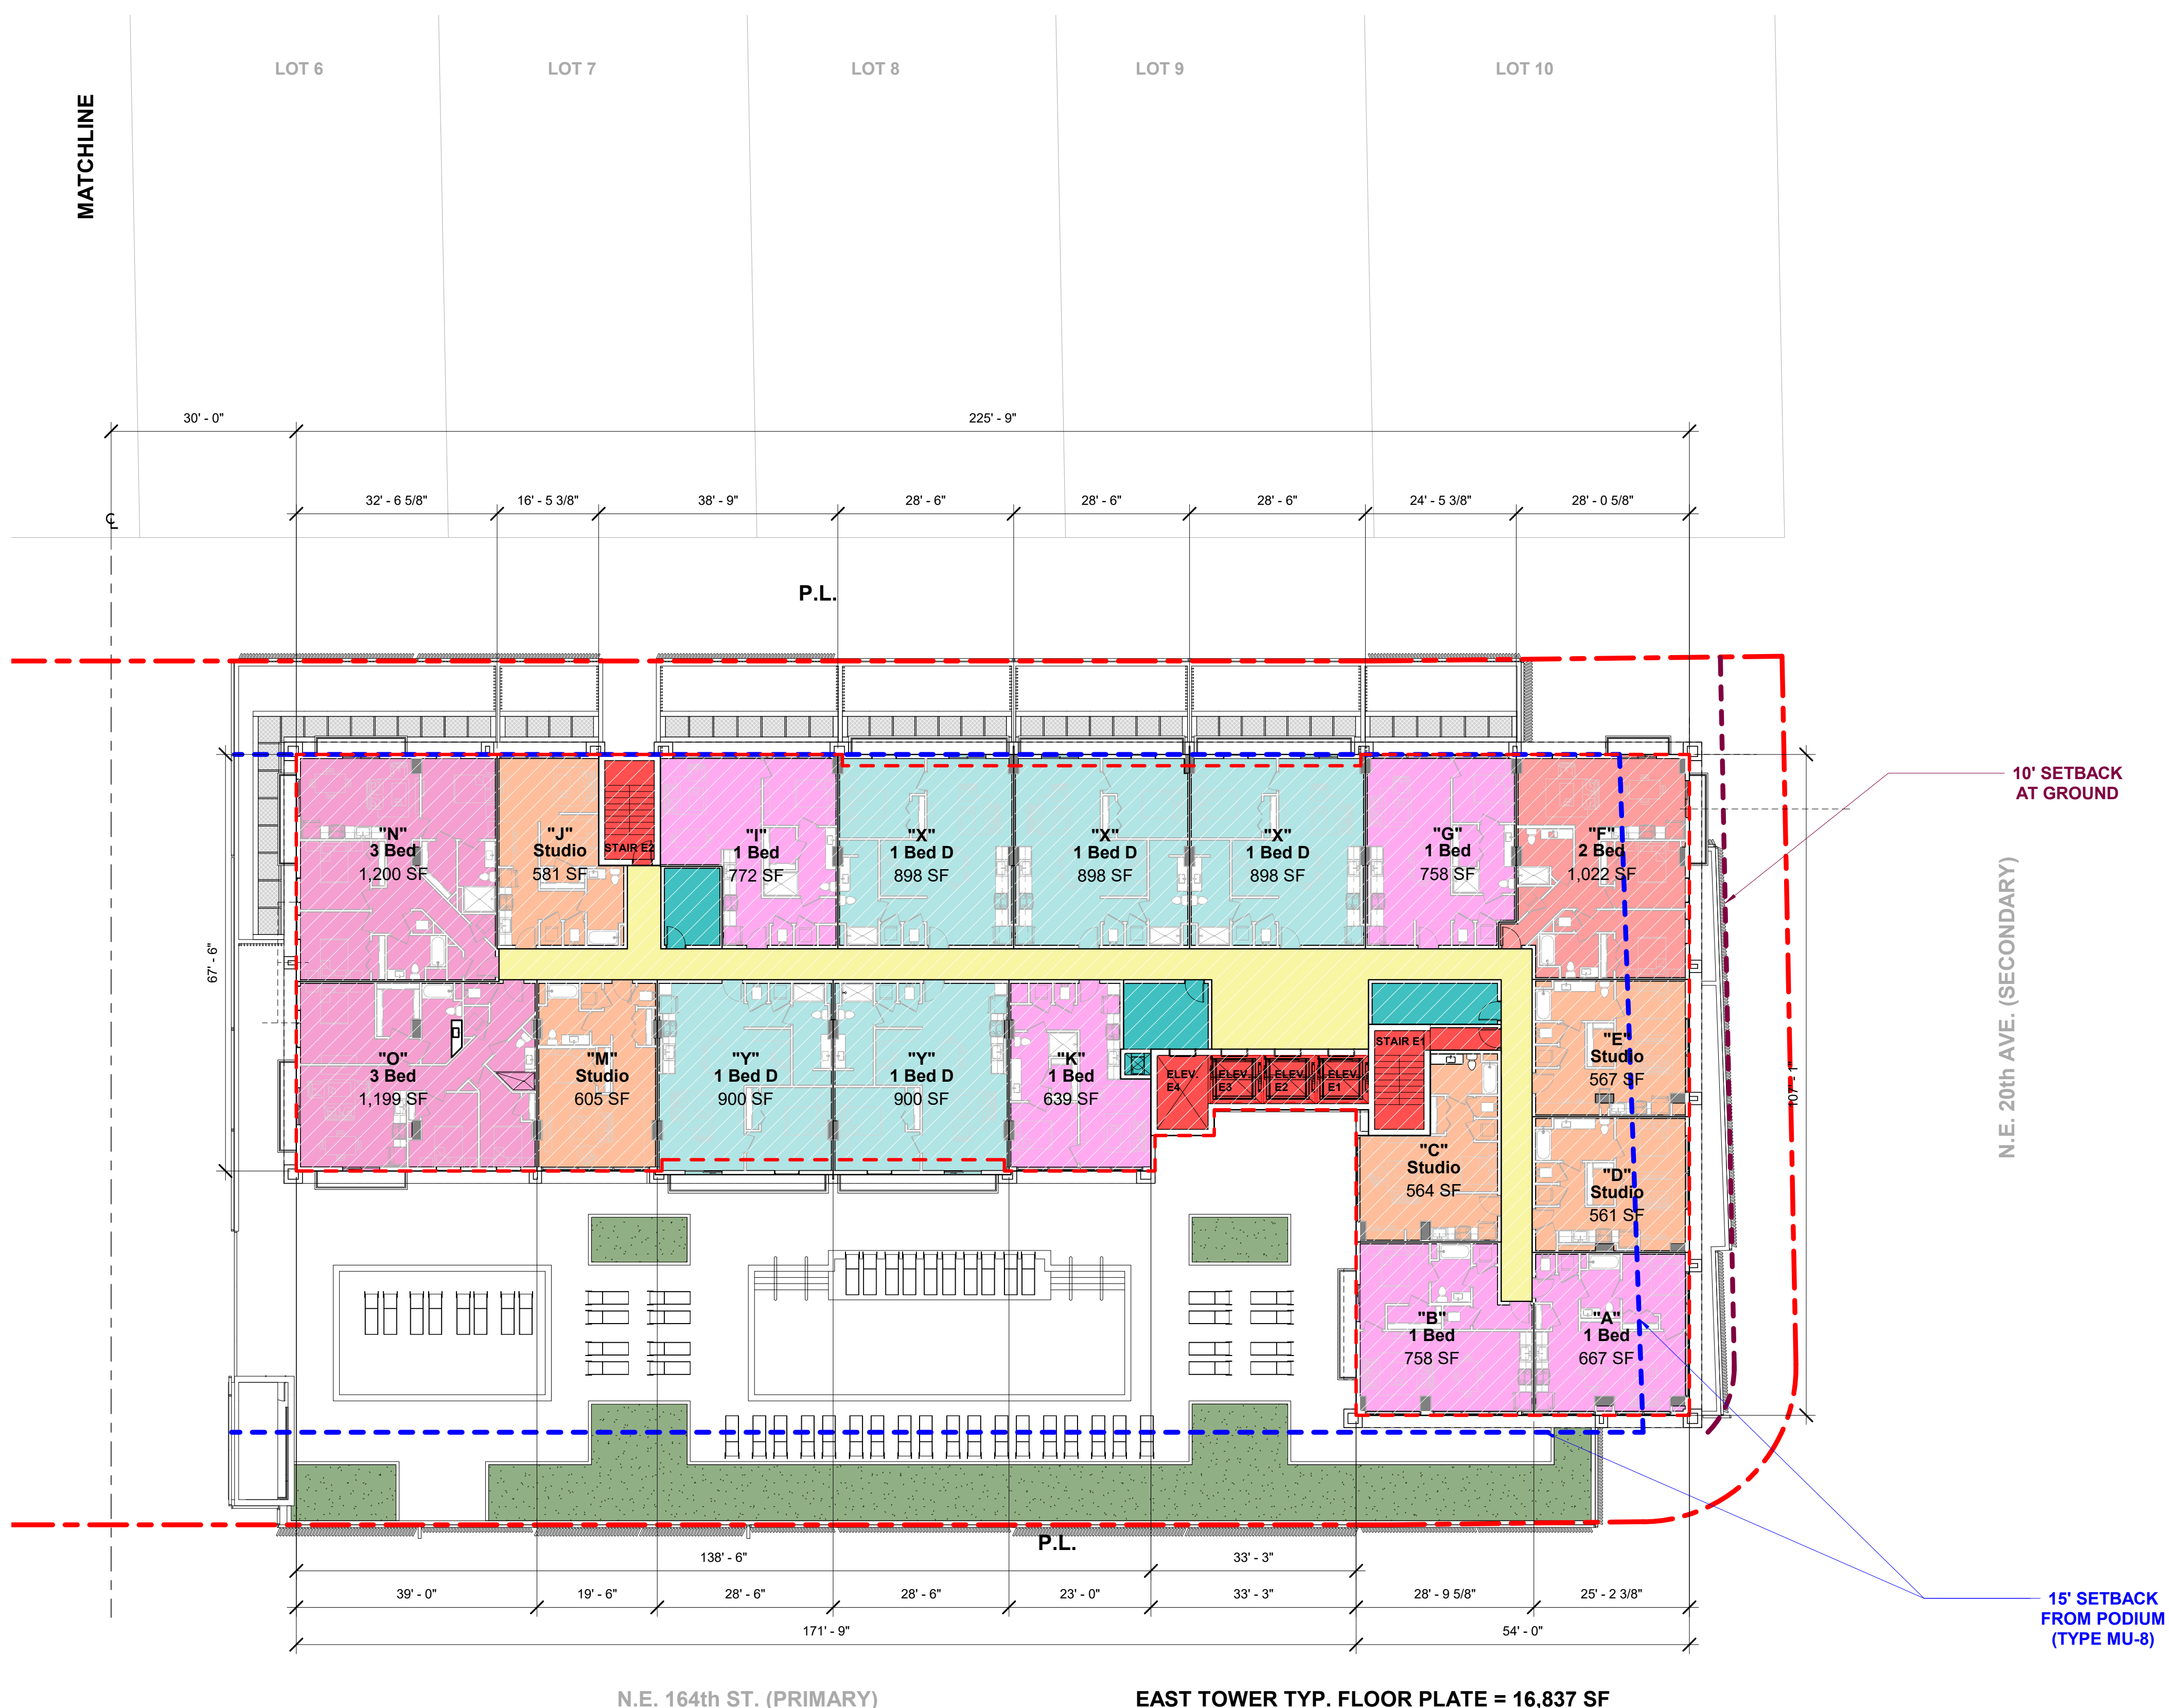 LOT 6
LOT 7
LOT 8
LOT 9
LOT 10
MATCHLINE
30' - 0"
225' - 9"
32' - 6 5/8"
16' - 5 3/8"
38' - 9"
28' - 6"
28' - 6"
28' - 6"
24' - 5 3/8"
28' - 0 5/8"
CL
P.L.
10' SETBACK
AT GROUND
"N"
3 Bed
1,200 SF
"J"
Studio
581 SF
STAIR E2
"I"
1 Bed
772 SF
"X"
1 Bed D
898 SF
"X"
1 Bed D
898 SF
"X"
1 Bed D
898 SF
"G"
1 Bed
758 SF
"F"
2 Bed
1,022 SF
67' - 6"
N.E. 20th AVE. (SECONDARY)
107' - 1"
"O"
3 Bed
1,199 SF
"M"
Studio
605 SF
"Y"
1 Bed D
900 SF
"Y"
1 Bed D
900 SF
"K"
1 Bed
639 SF
ELEV.
E4
ELEV.
E3
ELEV.
E2
ELEV.
E1
STAIR E1
"E"
Studio
567 SF
"C"
Studio
564 SF
"D"
Studio
561 SF
"B"
1 Bed
758 SF
"A"
1 Bed
667 SF
P.L.
138' - 6"
33' - 3"
39' - 0"
19' - 6"
28' - 6"
28' - 6"
23' - 0"
33' - 3"
28' - 9 5/8"
25' - 2 3/8"
171' - 9"
54' - 0"
15' SETBACK
FROM PODIUM
(TYPE MU-8)
N.E. 164th ST. (PRIMARY)
EAST TOWER TYP. FLOOR PLATE = 16,837 SF